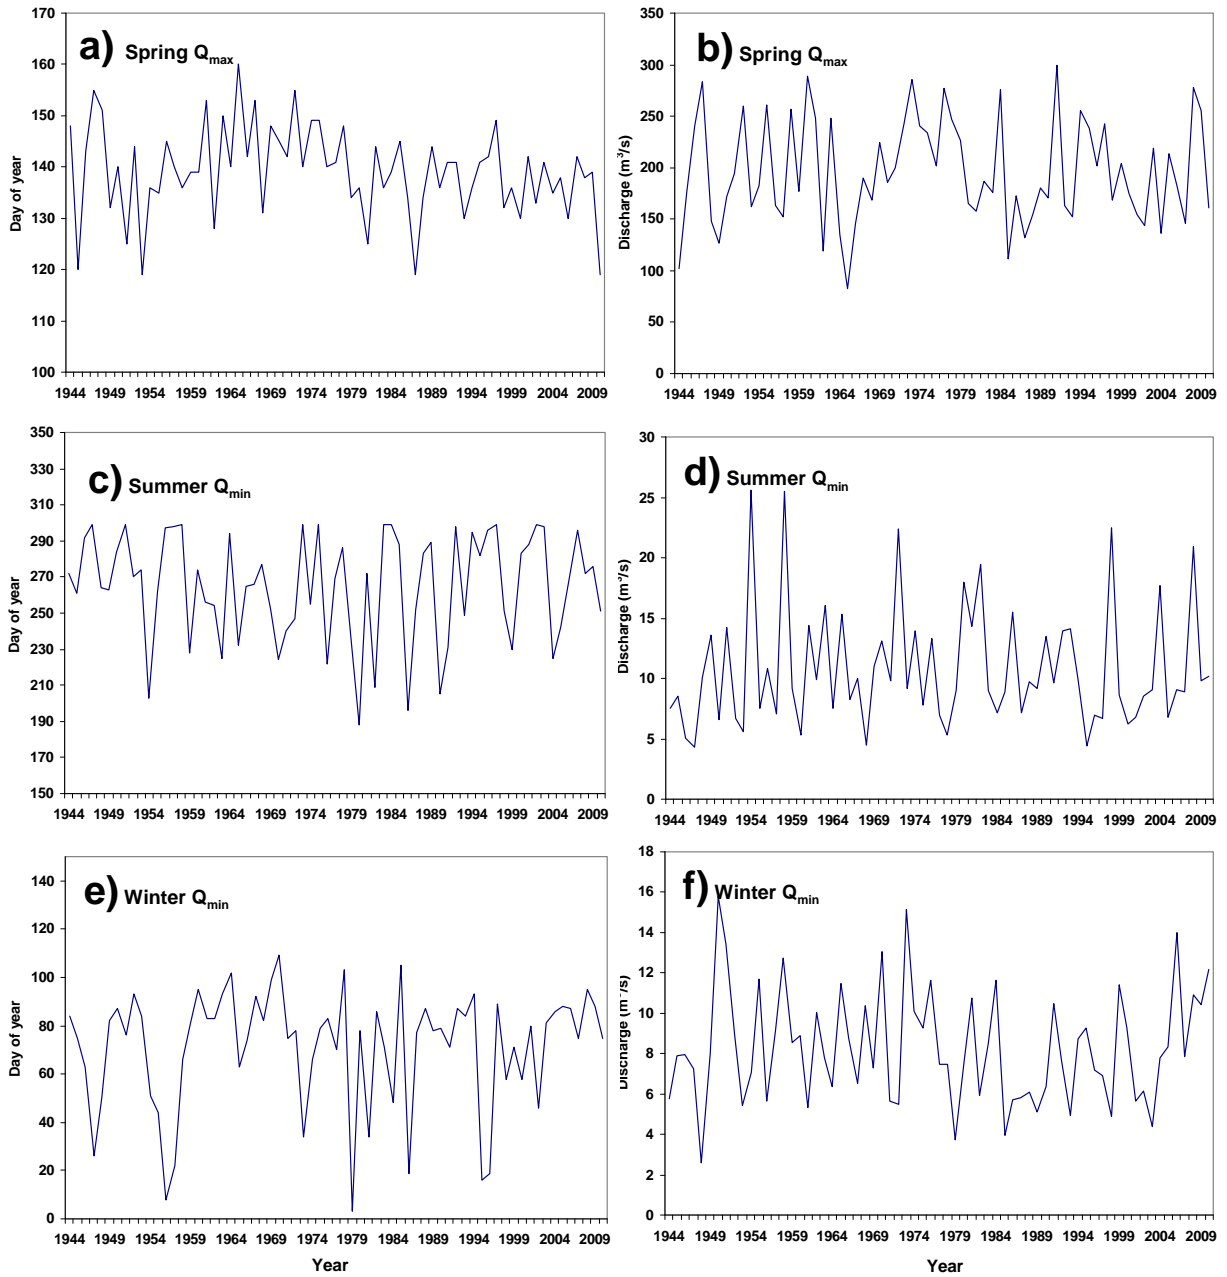 a) Spring Qmax
Day of year
170
160
150
140
130
120
110
100
1944 1949 1954 1959 1964 1969 1974 1979 1984 1989 1994 1999 2004 2009
b) Spring Qmax
Discharge (m³/s)
350
300
250
200
150
100
50
0
1944 1949 1954 1959 1964 1969 1974 1979 1984 1989 1994 1999 2004 2009
c) Summer Qmin
Day of year
350
330
310
290
270
250
230
210
190
170
150
1944 1949 1954 1959 1964 1969 1974 1979 1984 1989 1994 1999 2004 2009
d) Summer Qmin
Discharge (m³/s)
30
25
20
15
10
5
0
1944 1949 1954 1959 1964 1969 1974 1979 1984 1989 1994 1999 2004 2009
e) Winter Qmin
Day of year
140
120
100
80
60
40
20
0
1944 1949 1954 1959 1964 1969 1974 1979 1984 1989 1994 1999 2004 2009
Year
f) Winter Qmin
Discharge (m³/s)
18
16
14
12
10
8
6
4
2
0
1944 1949 1954 1959 1964 1969 1974 1979 1984 1989 1994 1999 2004 2009
Year